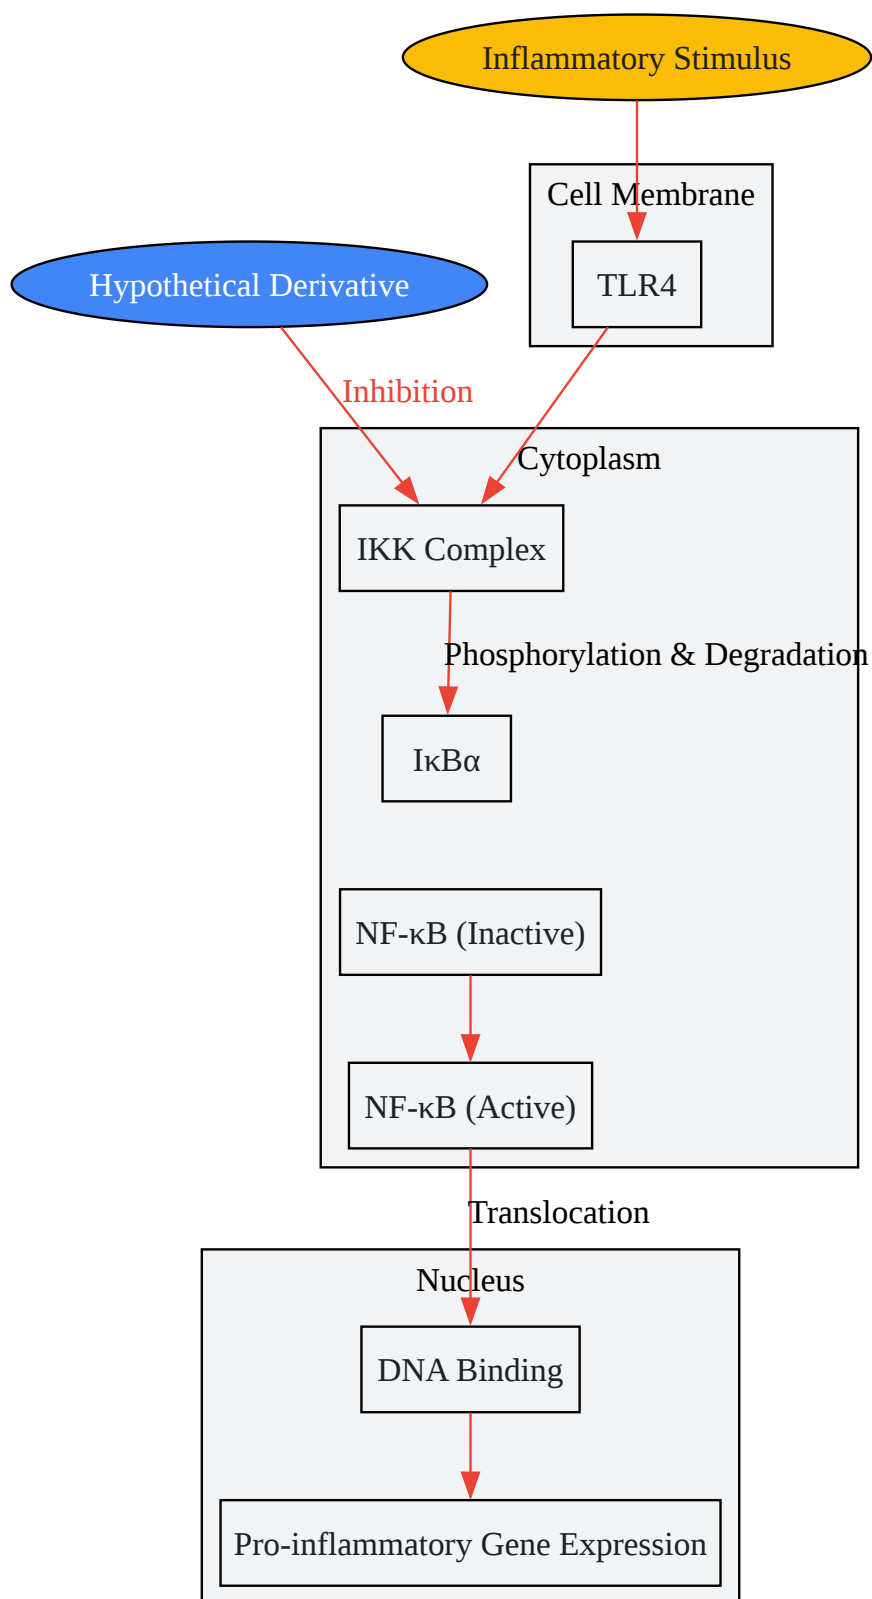 Inflammatory Stimulus
Cell Membrane
Hypothetical Derivative
TLR4
Inhibition
Cytoplasm
IKK Complex
Phosphorylation & Degradation
IκBα
NF-κB (Inactive)
NF-κB (Active)
Translocation
Nucleus
DNA Binding
Pro-inflammatory Gene Expression